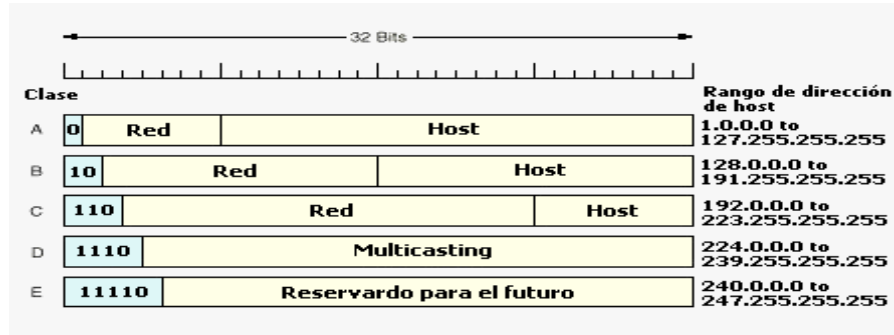 32 Bits
Clase
Rango de dirección
de host
A 0 Red Host 1.0.0.0 to
127.255.255.255
B 10 Red Host 128.0.0.0 to
191.255.255.255
C 110 Red Host 192.0.0.0 to
223.255.255.255
D 1110 Multicasting 224.0.0.0 to
239.255.255.255
E 11110 Reservardo para el futuro 240.0.0.0 to
247.255.255.255